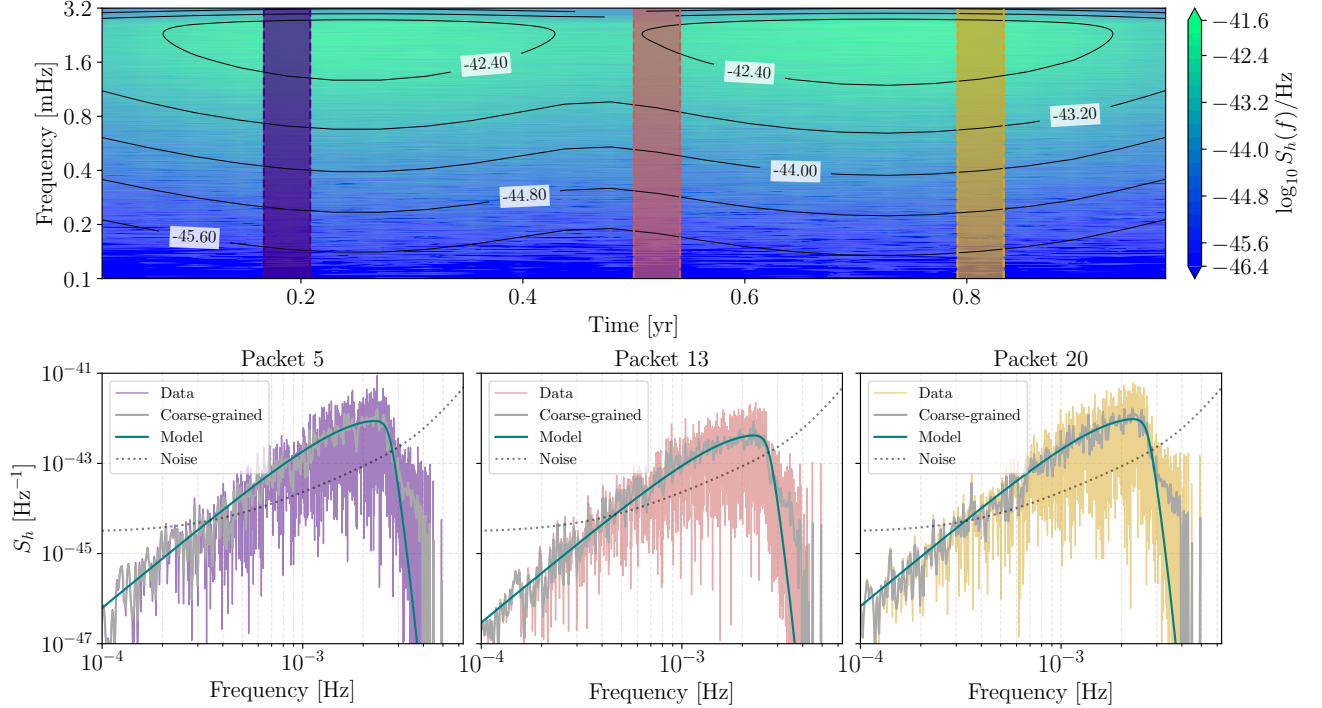 3.2
1.6
0.8
0.4
0.2
0.1
Frequency [mHz]
-42.40
-42.40
-43.20
-44.00
-44.80
-45.60
0.2
0.4
0.6
0.8
Time [yr]
−41.6
−42.4
−43.2
−44.0
−44.8
−45.6
−46.4
log₁₀ Sₕ(f)/Hz
Packet 5
Packet 13
Packet 20
10⁻⁴¹
10⁻⁴³
10⁻⁴⁵
10⁻⁴⁷
Sₕ [Hz⁻¹]
Data
Coarse-grained
Model
Noise
Data
Coarse-grained
Model
Noise
Data
Coarse-grained
Model
Noise
10⁻⁴
10⁻³
10⁻⁴
10⁻³
10⁻⁴
10⁻³
Frequency [Hz]
Frequency [Hz]
Frequency [Hz]